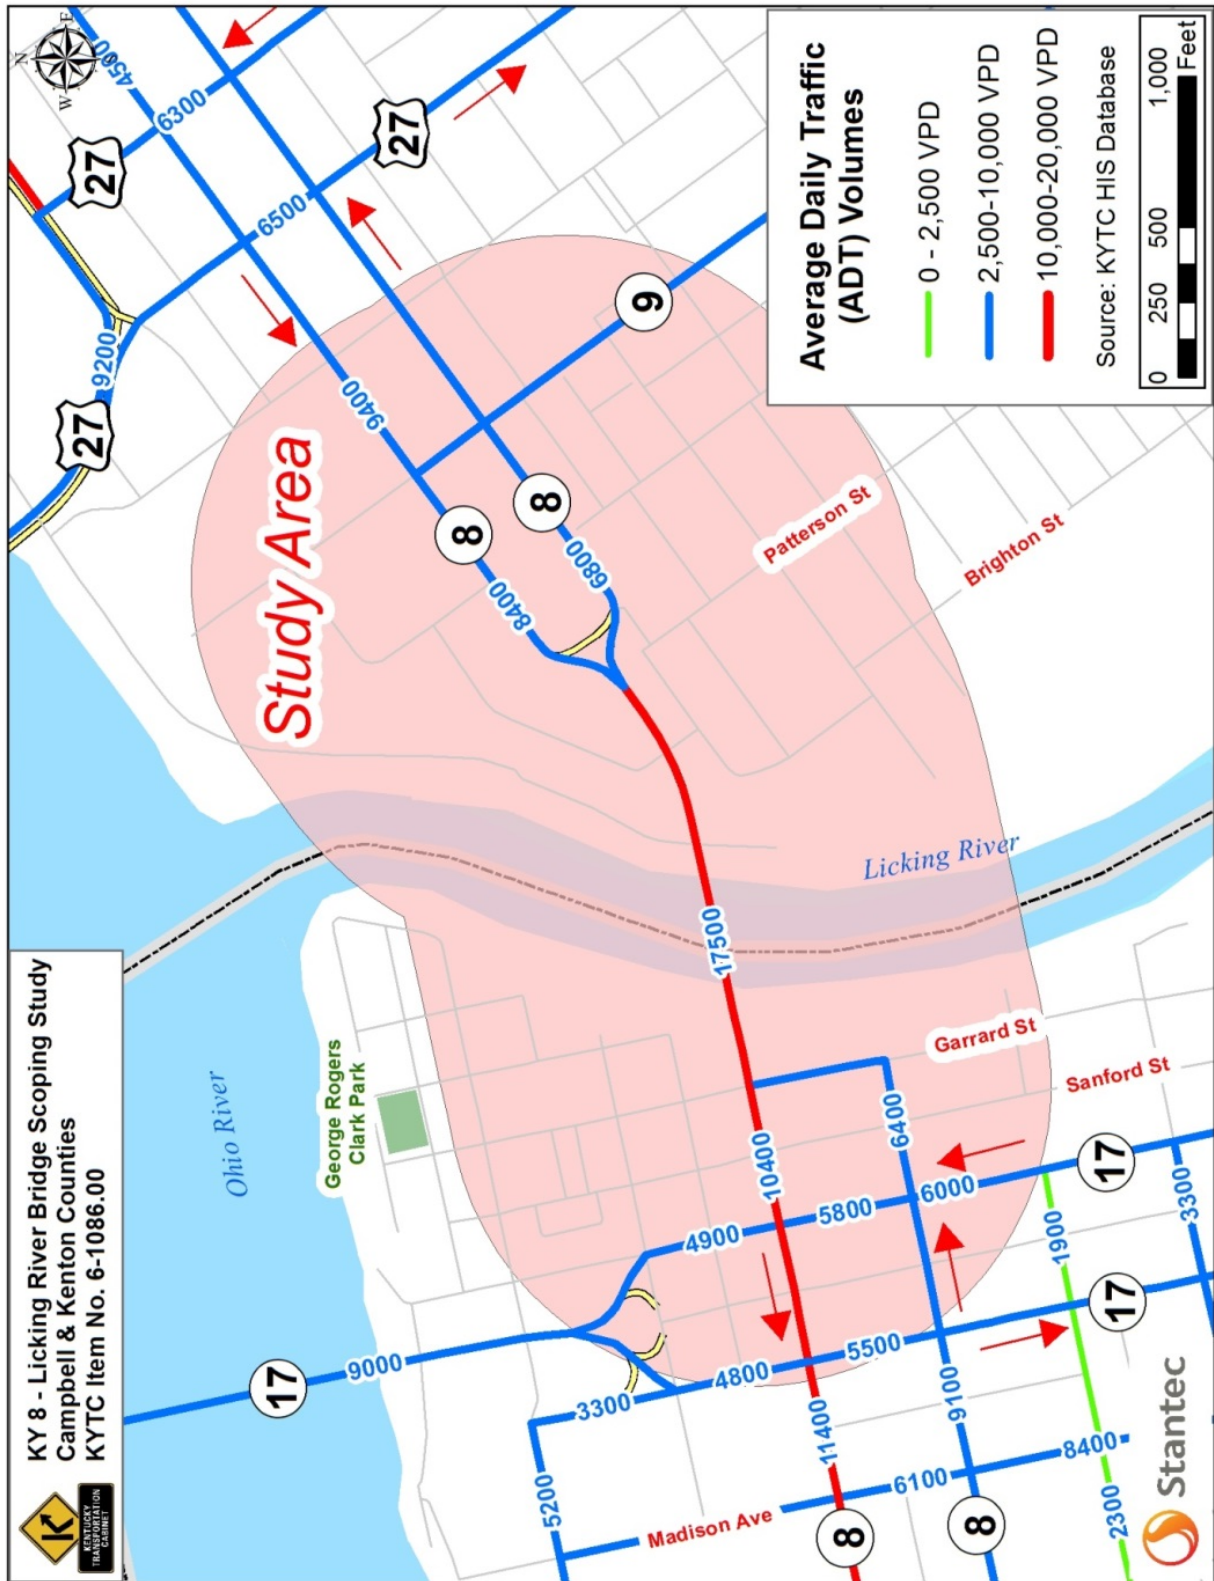 KY 8 - Licking River Bridge Scoping Study
Campbell & Kenton Counties
KYTC Item No. 6-1086.00
KENTUCKY
TRANSPORTATION
CABINET
N
E
W
S
Ohio River
George Rogers
Clark Park
Study Area
Licking River
27
27
27
9200
4500
6300
6500
9400
8400
6800
8
8
9
Patterson St
Brighton St
17500
Garrard St
Sanford St
10400
6400
17
9000
4900
5800
6000
17
3300
1900
3300
4800
5500
17
5200
11400
9100
Madison Ave
6100
8400
8
8
2300
Average Daily Traffic
(ADT) Volumes
0 - 2,500 VPD
2,500-10,000 VPD
10,000-20,000 VPD
Source: KYTC HIS Database
0 250 500 1,000
Feet
Stantec